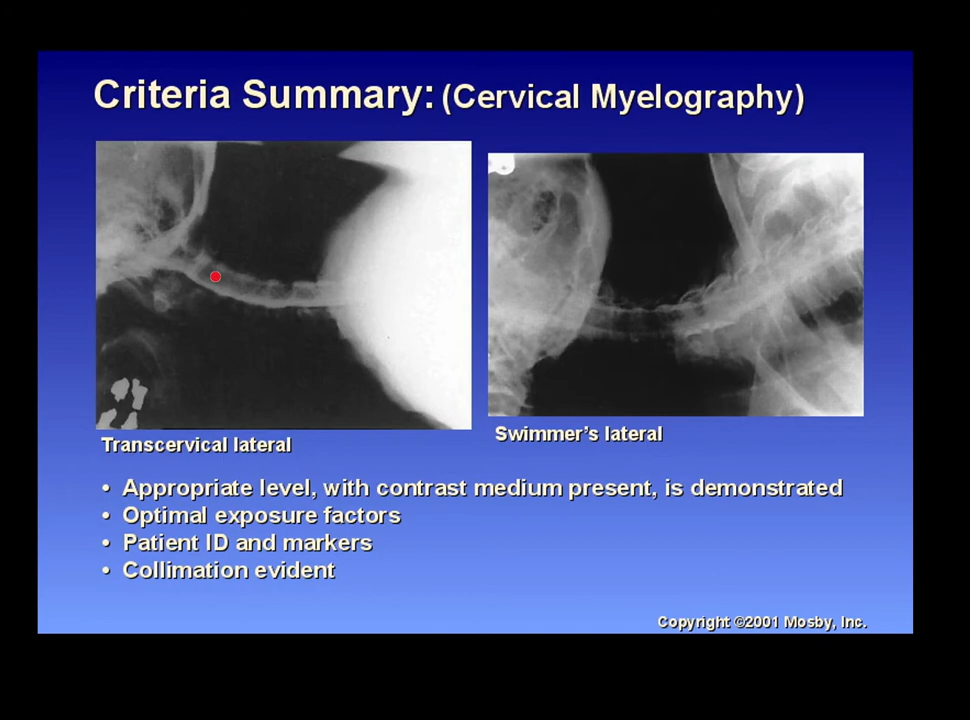 Criteria Summary: (Cervical Myelography)
Transcervical lateral
Swimmer's lateral
• Appropriate level, with contrast medium present, is demonstrated
• Optimal exposure factors
• Patient ID and markers
• Collimation evident
Copyright ©2001 Mosby, Inc.